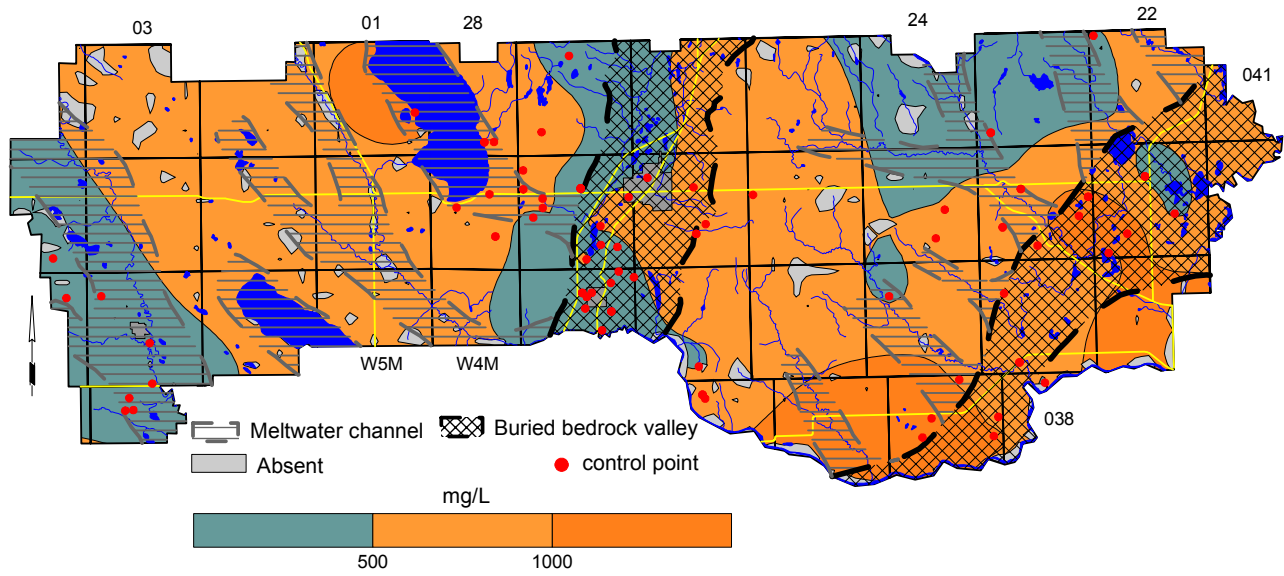 03
01
28
24
22
041
W5M
W4M
038
Meltwater channel
Buried bedrock valley
Absent
control point
mg/L
500
1000